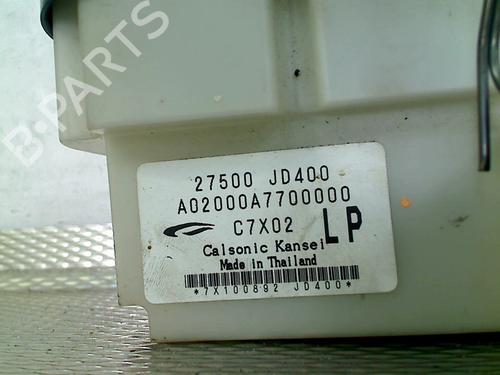 B-PARTS
27500 JD400
A02000A7700000
C7X02
LP
Calsonic Kansei
Made in Thailand
*7X100892 JD400*